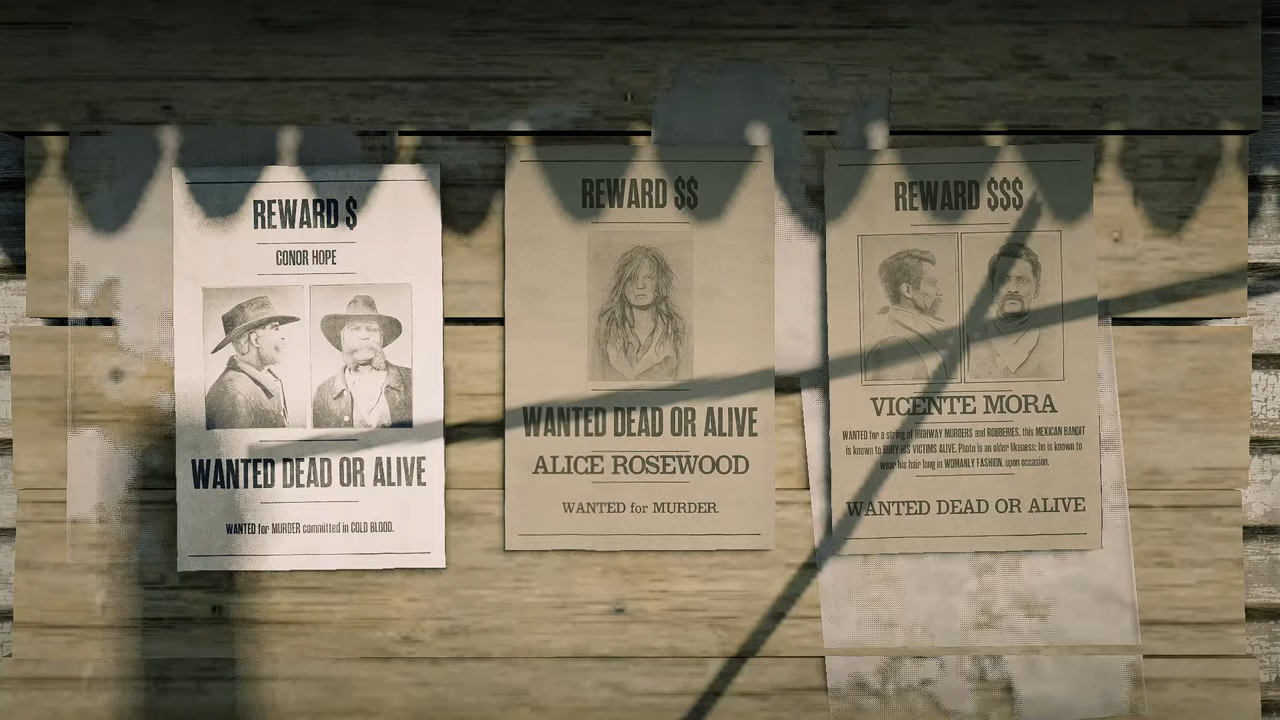 REWARD $
CONOR HOPE
WANTED DEAD OR ALIVE
WANTED for MURDER committed in COLD BLOOD.
REWARD $$
WANTED DEAD OR ALIVE
ALICE ROSEWOOD
WANTED for MURDER.
REWARD $$$
VICENTE MORA
WANTED for a string of HIGHWAY MURDERS and ROBBERIES, this MEXICAN BANDIT
is known to BURY HIS VICTIMS ALIVE. Photo is an older likeness; he is known to
wear his hair long in WOMANLY FASHION, upon occasion.
WANTED DEAD OR ALIVE